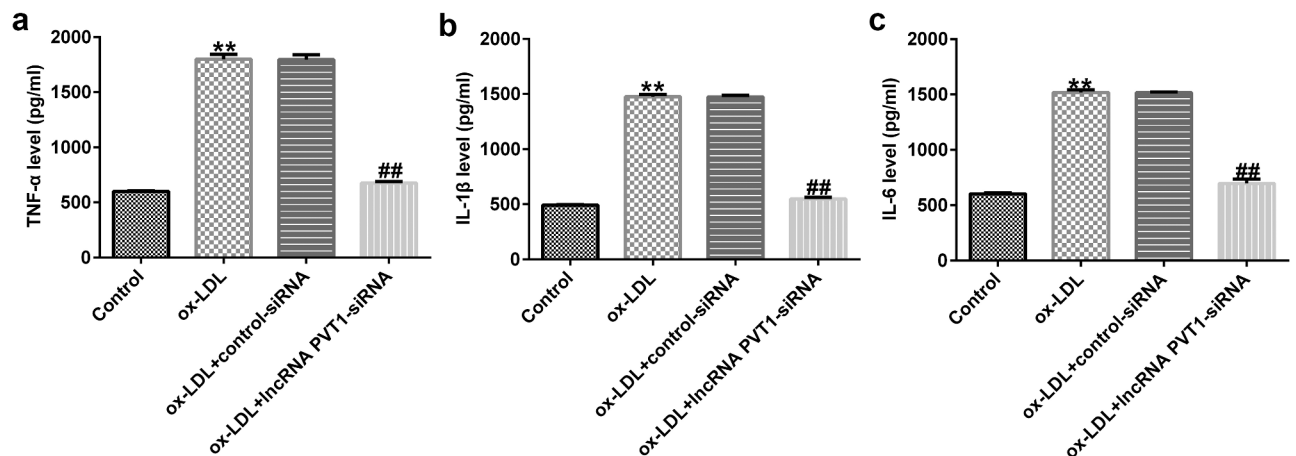 a
TNF-α level (pg/ml)
2000
1500
1000
500
0
**
##
Control
ox-LDL
ox-LDL+control-siRNA
ox-LDL+lncRNA PVT1-siRNA
b
IL-1β level (pg/ml)
2000
1500
1000
500
0
**
##
Control
ox-LDL
ox-LDL+control-siRNA
ox-LDL+lncRNA PVT1-siRNA
c
IL-6 level (pg/ml)
2000
1500
1000
500
0
**
##
Control
ox-LDL
ox-LDL+control-siRNA
ox-LDL+lncRNA PVT1-siRNA